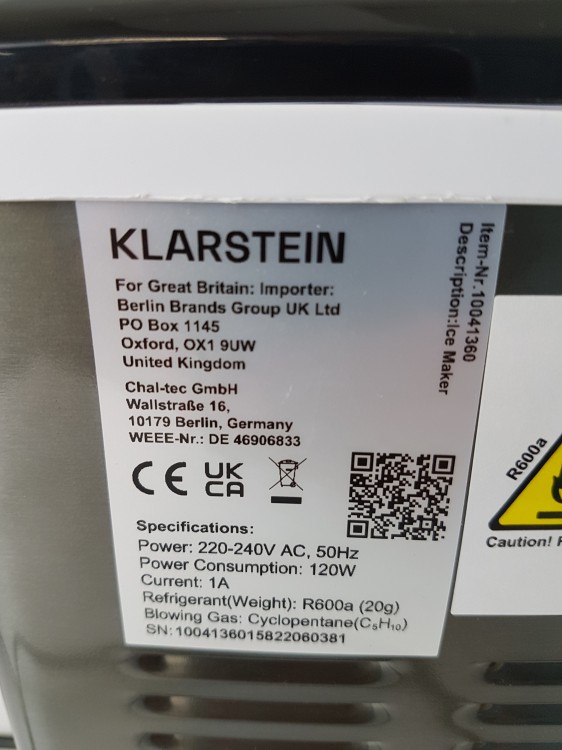 KLARSTEIN
For Great Britain: Importer:
Berlin Brands Group UK Ltd
PO Box 1145
Oxford, OX1 9UW
United Kingdom
Chal-tec GmbH
Wallstraße 16,
10179 Berlin, Germany
WEEE-Nr.: DE 46906833
Item-Nr.10041360
Description:Ice Maker
CE
UK
CA
Specifications:
Power: 220-240V AC, 50Hz
Power Consumption: 120W
Current: 1A
Refrigerant(Weight): R600a (20g)
Blowing Gas: Cyclopentane(C₅H₁₀)
SN:1004136015822060381
R600a
Caution!